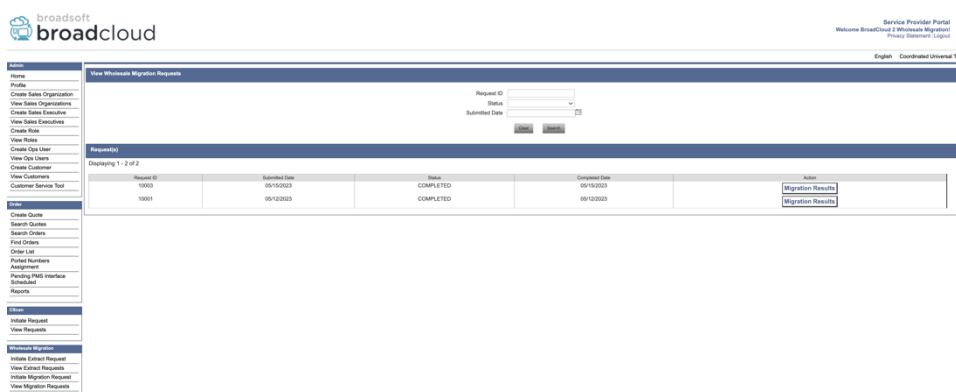 broadsoft
broadcloud
Service Provider Portal
Welcome BroadCloud 2 Wholesale Migration!
Privacy Statement | Logout
English Coordinated Universal T
Admin
Home
Profile
Create Sales Organization
View Sales Organizations
Create Sales Executive
View Sales Executives
Create Role
View Roles
Create Ops User
View Ops Users
Create Customer
View Customers
Customer Service Tool
Order
Create Quote
Search Quotes
Search Orders
Find Orders
Order List
Ported Numbers
Assignment
Pending PMS Interface
Scheduled
Reports
Initiate Request
View Requests
Wholesale Migration
Initiate Extract Request
View Extract Requests
Initiate Migration Request
View Migration Requests
View Wholesale Migration Requests
Request ID
Status
Submitted Date
Clear Search
Request(s)
Displaying 1 - 2 of 2
Request ID Submitted Date Status Completed Date Action
10003 05/15/2023 COMPLETED 05/15/2023 Migration Results
10001 05/12/2023 COMPLETED 05/12/2023 Migration Results